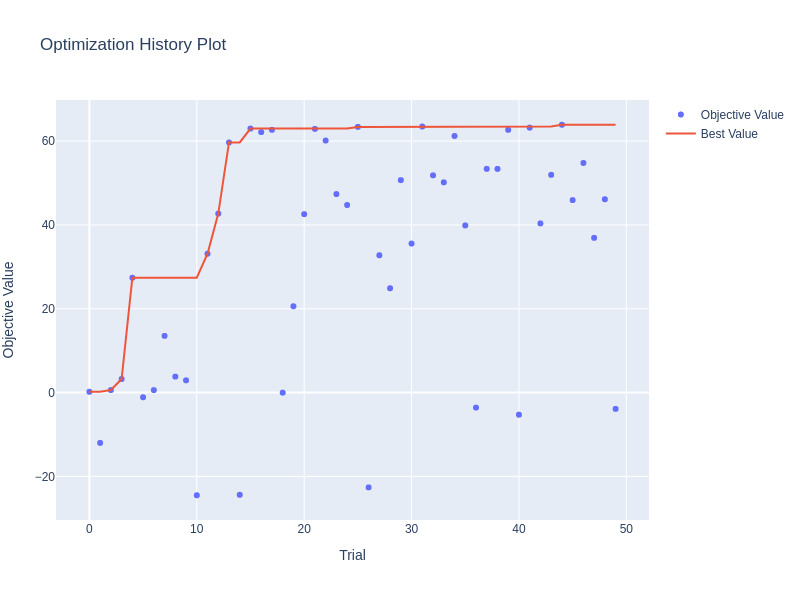 Optimization History Plot
Objective Value
Best Value
60
40
20
0
−20
0
10
20
30
40
50
Trial
Objective Value